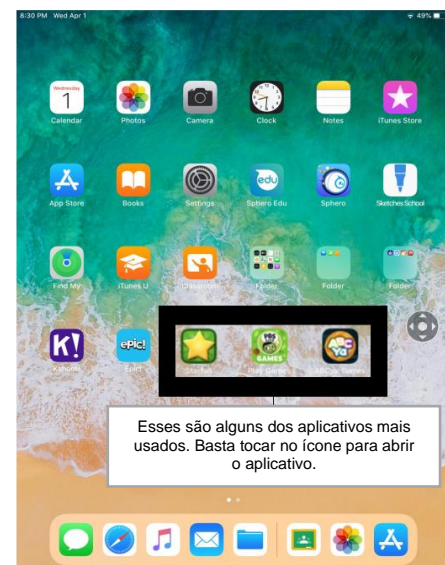 8:30 PM Wed Apr 1
49%
Wednesday
1
Calendar
Photos
Camera
Clock
Notes
iTunes Store
App Store
Books
edu
Settings
Sphero Edu
Sphero
Sketches School
Find My
iTunes U
Classroom
Folder
Folder
Folder
K!
epic!
GAMES
ABC
Ya
Kahoot!
Epic!
Starfall
Play Games
ABCya Games
Esses são alguns dos aplicativos mais
usados. Basta tocar no ícone para abrir
o aplicativo.